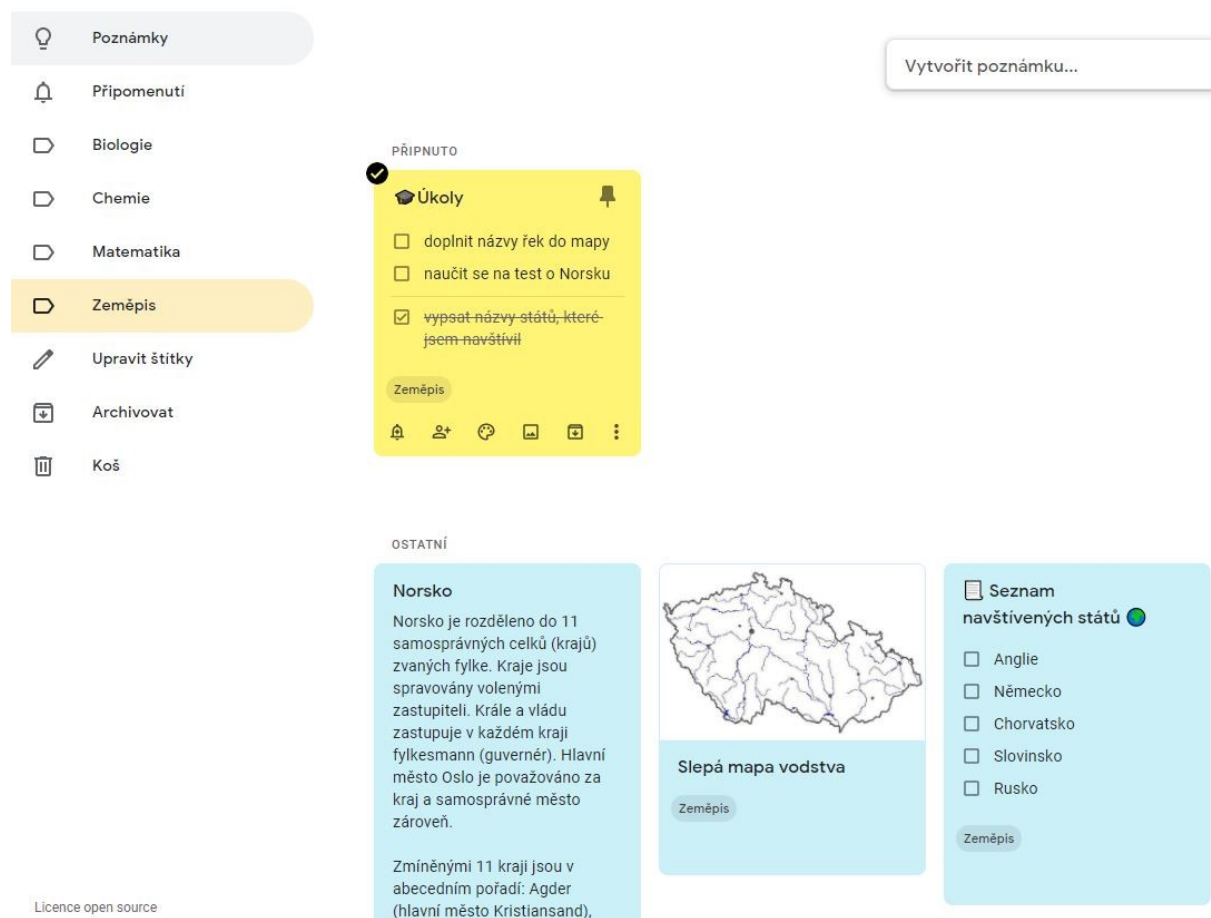 Poznámky
Připomenutí
Biologie
Chemie
Matematika
Zeměpis
Upravit štítky
Archivovat
Koš
Licence open source
Vytvořit poznámku...
PŘIPNUTO
🎓Úkoly
doplnit názvy řek do mapy
naučit se na test o Norsku
vypsat názvy států, které
jsem navštívil
Zeměpis
OSTATNÍ
Norsko
Norsko je rozděleno do 11
samosprávných celků (krajů)
zvaných fylke. Kraje jsou
spravovány volenými
zastupiteli. Krále a vládu
zastupuje v každém kraji
fylkesmann (guvernér). Hlavní
město Oslo je považováno za
kraj a samosprávné město
zároveň.
Zmíněnými 11 kraji jsou v
abecedním pořadí: Agder
(hlavní město Kristiansand),
Slepá mapa vodstva
Zeměpis
📃 Seznam
navštívených států 🌍
Anglie
Německo
Chorvatsko
Slovinsko
Rusko
Zeměpis